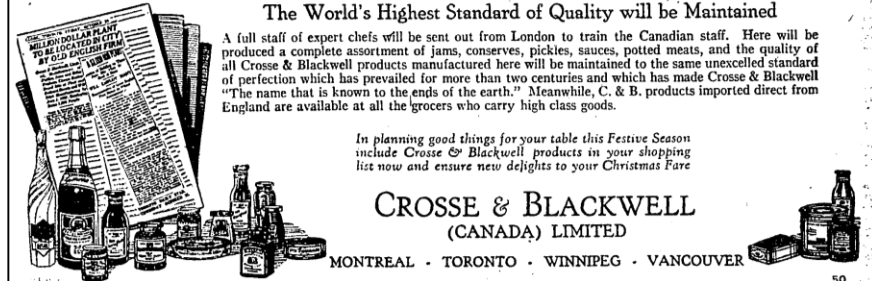 The World's Highest Standard of Quality will be Maintained
A full staff of expert chefs will be sent out from London to train the Canadian staff. Here will be
produced a complete assortment of jams, conserves, pickles, sauces, potted meats, and the quality of
all Crosse & Blackwell products manufactured here will be maintained to the same unexcelled standard
of perfection which has prevailed for more than two centuries and which has made Crosse & Blackwell
"The name that is known to the ends of the earth." Meanwhile, C. & B. products imported direct from
England are available at all the grocers who carry high class goods.
MILLION DOLLAR PLANT
TO BE LOCATED IN CITY
BY OLD ENGLISH FIRM
In planning good things for your table this Festive Season
include Crosse & Blackwell products in your shopping
list now and ensure new delights to your Christmas Fare
CROSSE & BLACKWELL
(CANADA) LIMITED
MONTREAL - TORONTO - WINNIPEG - VANCOUVER
50